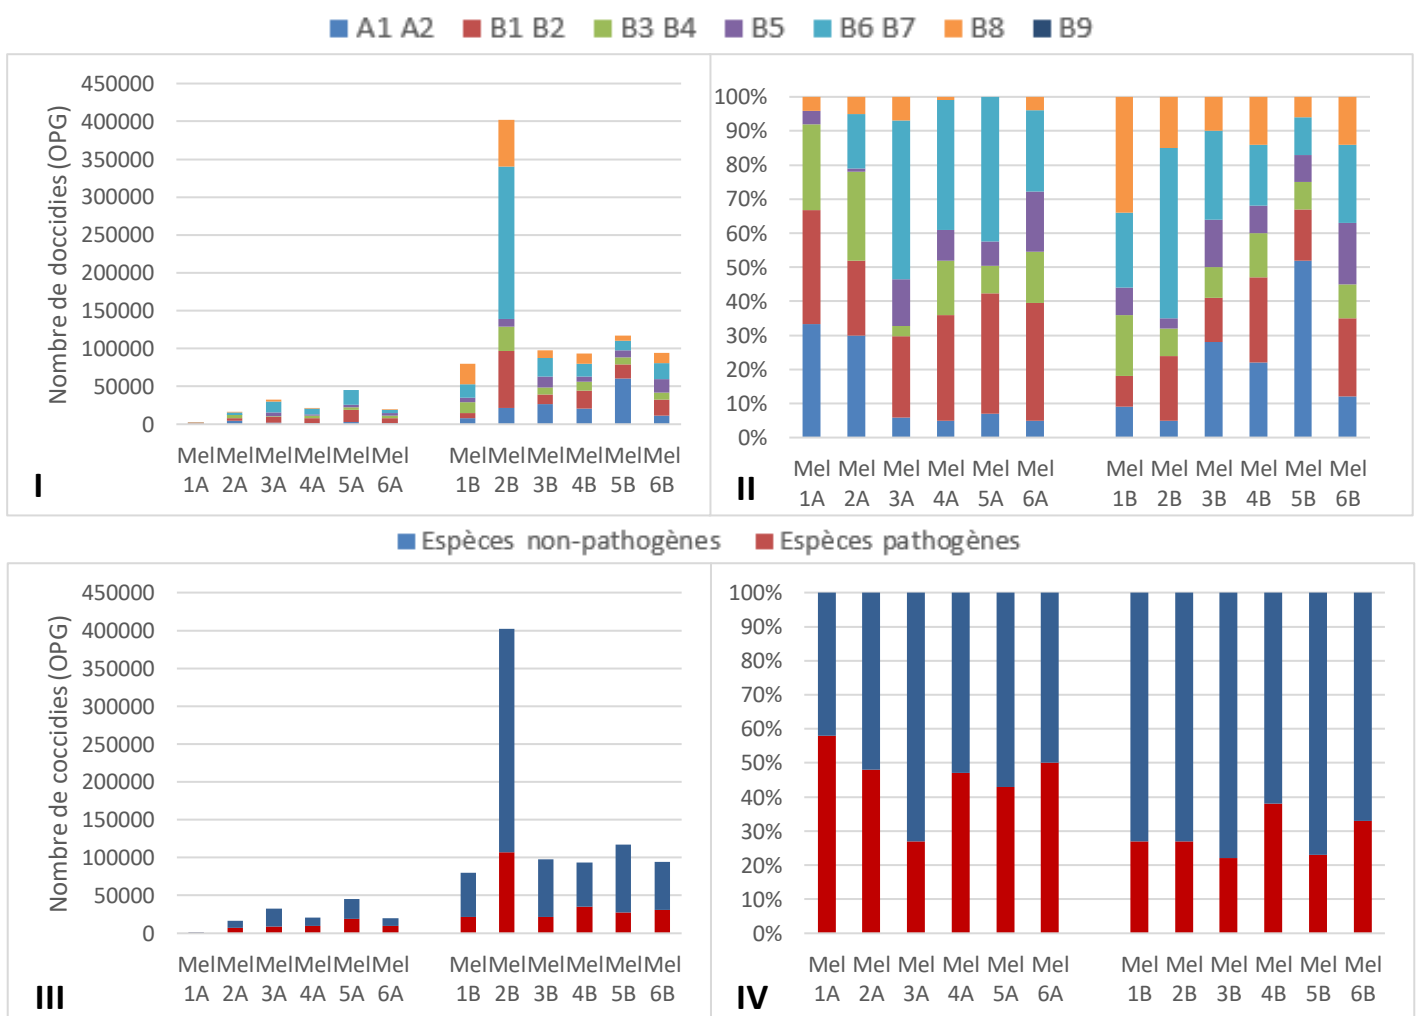 A1 A2 B1 B2 B3 B4 B5 B6 B7 B8 B9
Nombre de doccidies (OPG)
450000
400000
350000
300000
250000
200000
150000
100000
50000
0
Mel Mel Mel Mel Mel Mel Mel Mel Mel Mel Mel Mel
1A 2A 3A 4A 5A 6A 1B 2B 3B 4B 5B 6B
I
100%
90%
80%
70%
60%
50%
40%
30%
20%
10%
0%
Mel Mel Mel Mel Mel Mel Mel Mel Mel Mel Mel Mel
1A 2A 3A 4A 5A 6A 1B 2B 3B 4B 5B 6B
II
Espèces non-pathogènes Espèces pathogènes
Nombre de coccidies (OPG)
450000
400000
350000
300000
250000
200000
150000
100000
50000
0
Mel Mel Mel Mel Mel Mel Mel Mel Mel Mel Mel Mel
1A 2A 3A 4A 5A 6A 1B 2B 3B 4B 5B 6B
III
100%
90%
80%
70%
60%
50%
40%
30%
20%
10%
0%
Mel Mel Mel Mel Mel Mel Mel Mel Mel Mel Mel Mel
1A 2A 3A 4A 5A 6A 1B 2B 3B 4B 5B 6B
IV